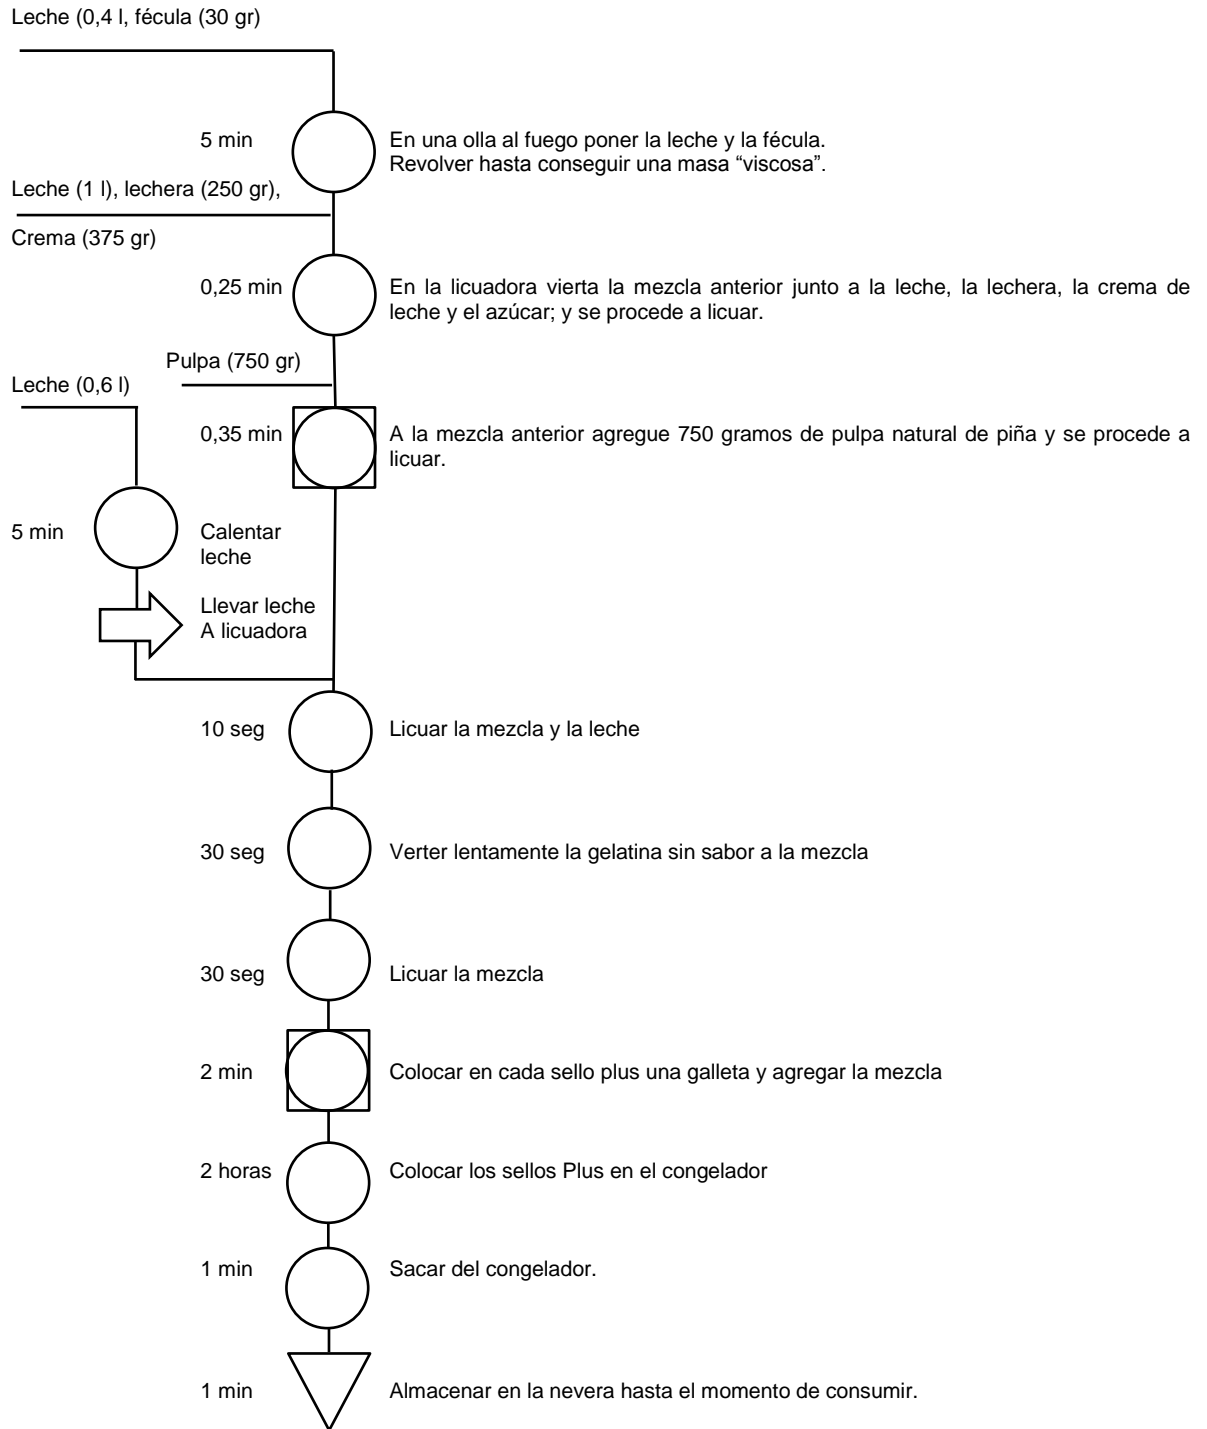 Leche (0,4 l, fécula (30 gr)
5 min
En una olla al fuego poner la leche y la fécula.
Revolver hasta conseguir una masa “viscosa”.
Leche (1 l), lechera (250 gr),
Crema (375 gr)
0,25 min
En la licuadora vierta la mezcla anterior junto a la leche, la lechera, la crema de
leche y el azúcar; y se procede a licuar.
Pulpa (750 gr)
Leche (0,6 l)
0,35 min
A la mezcla anterior agregue 750 gramos de pulpa natural de piña y se procede a
licuar.
5 min
Calentar
leche
Llevar leche
A licuadora
10 seg
Licuar la mezcla y la leche
30 seg
Verter lentamente la gelatina sin sabor a la mezcla
30 seg
Licuar la mezcla
2 min
Colocar en cada sello plus una galleta y agregar la mezcla
2 horas
Colocar los sellos Plus en el congelador
1 min
Sacar del congelador.
1 min
Almacenar en la nevera hasta el momento de consumir.